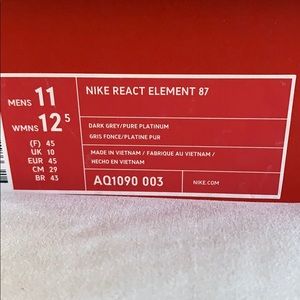 MENS 11
WMNS 12.5
(F) 45
UK 10
EUR 45
CM 29
BR 43
NIKE REACT ELEMENT 87
DARK GREY/PURE PLATINUM
GRIS FONCE/PLATINE PUR
MADE IN VIETNAM / FABRIQUE AU VIETNAM /
HECHO EN VIETNAM
AQ1090 003
NIKE.COM